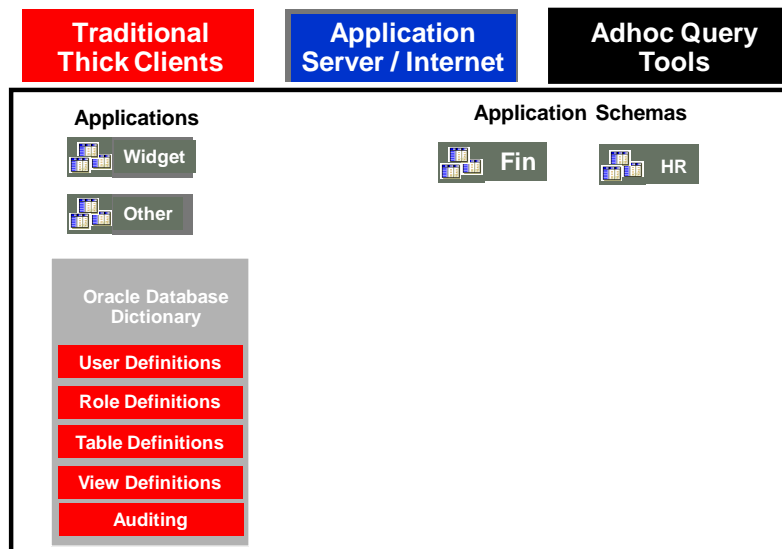 Traditional
Thick Clients
Application
Server / Internet
Adhoc Query
Tools
Applications
Widget
Other
Application Schemas
Fin
HR
Oracle Database
Dictionary
User Definitions
Role Definitions
Table Definitions
View Definitions
Auditing